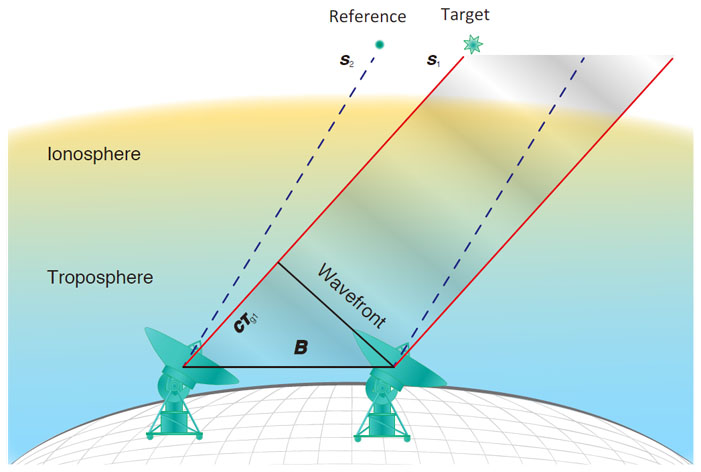 Reference
Target
s₂
s₁
Ionosphere
Troposphere
Wavefront
cτg1
B